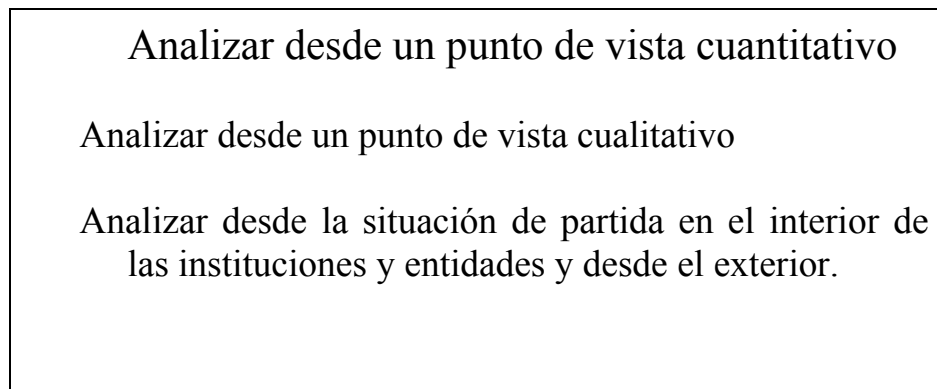 Analizar desde un punto de vista cuantitativo
Analizar desde un punto de vista cualitativo
Analizar desde la situación de partida en el interior de
las instituciones y entidades y desde el exterior.